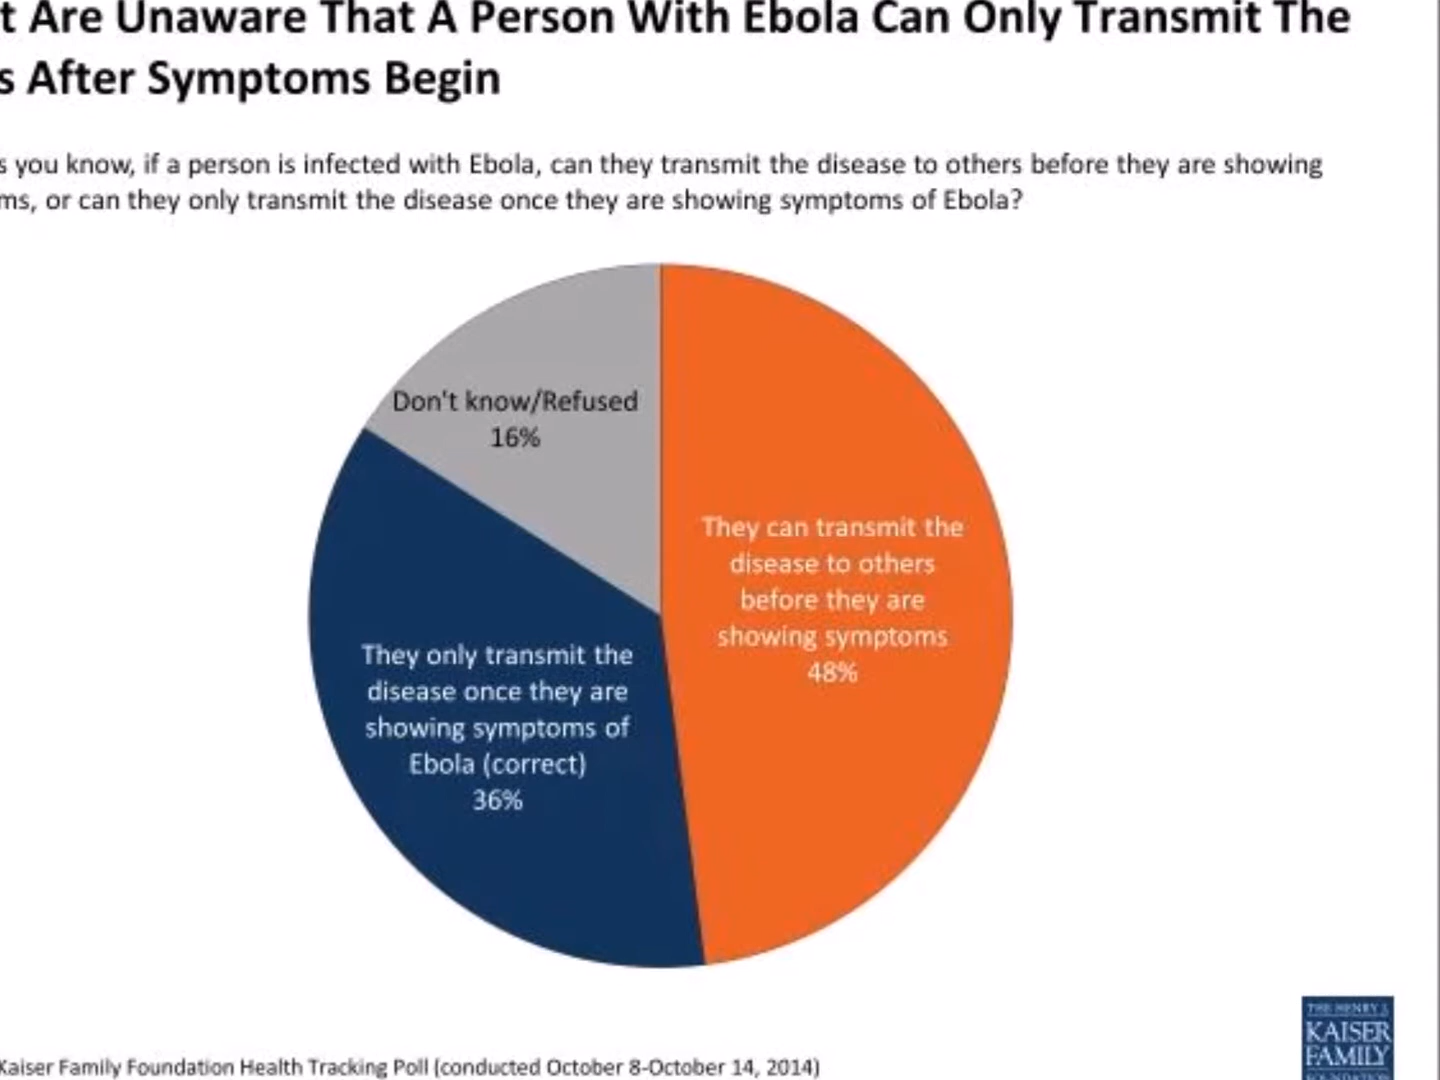 t Are Unaware That A Person With Ebola Can Only Transmit The
s After Symptoms Begin
s you know, if a person is infected with Ebola, can they transmit the disease to others before they are showing
ms, or can they only transmit the disease once they are showing symptoms of Ebola?
Don't know/Refused
16%
They can transmit the
disease to others
before they are
showing symptoms
48%
They only transmit the
disease once they are
showing symptoms of
Ebola (correct)
36%
THE HENRY J.
KAISER
FAMILY
FOUNDATION
Kaiser Family Foundation Health Tracking Poll (conducted October 8-October 14, 2014)